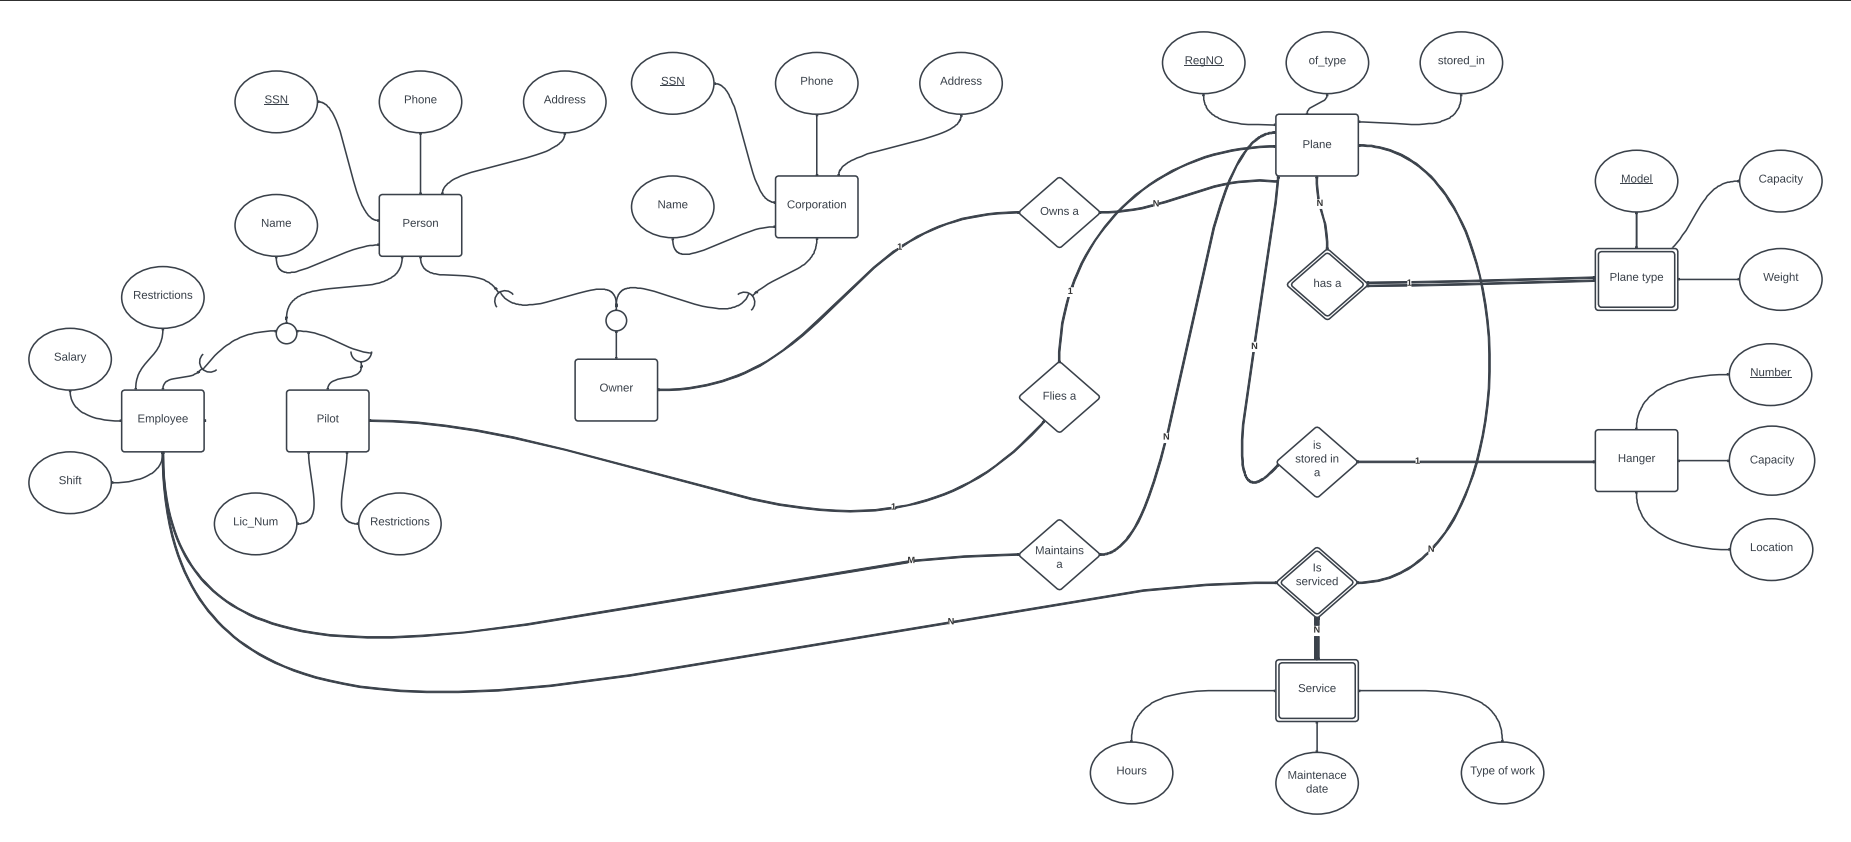 RegNO
of_type
stored_in
SSN
Phone
Address
SSN
Phone
Address
Plane
Model
Capacity
Name
Person
Name
Corporation
Owns a
N
N
1
Restrictions
has a
1
Plane type
Weight
1
Salary
N
Employee
Pilot
Owner
Flies a
Number
N
is
stored in
a
1
Hanger
Capacity
Shift
Lic_Num
Restrictions
1
Maintains
a
M
N
Location
Is
serviced
N
N
Service
Hours
Maintenace
date
Type of work